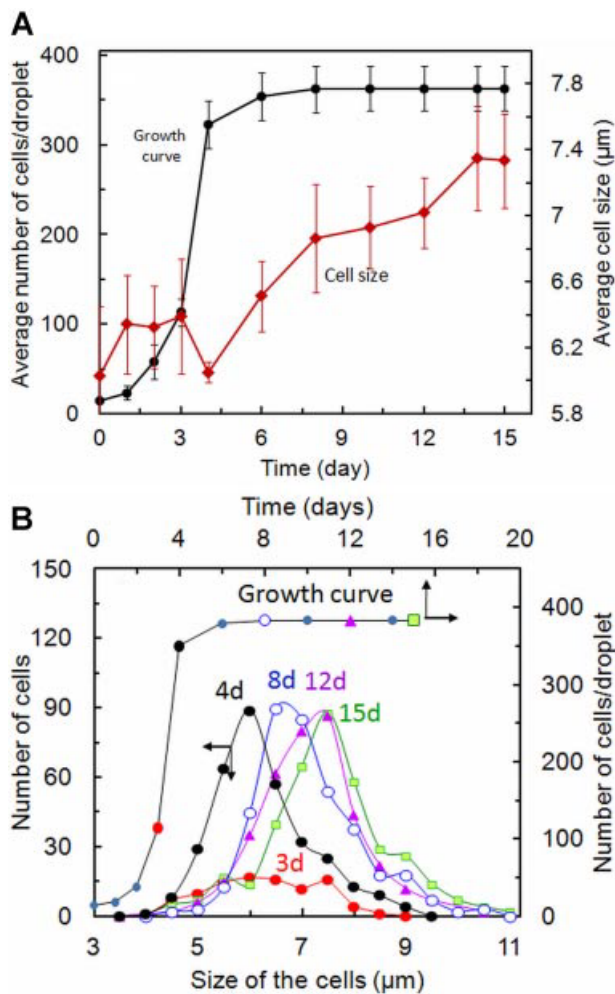 A
Average number of cells/droplet
400
300
200
100
0
Growth curve
Cell size
7.8
7.4
7
6.6
6.2
5.8
Average cell size (µm)
0 3 6 9 12 15
Time (day)
B
Time (days)
0 4 8 12 16 20
Number of cells
150
120
90
60
30
0
Growth curve
4d
8d
12d
15d
3d
400
300
200
100
0
Number of cells/droplet
3 5 7 9 11
Size of the cells (µm)